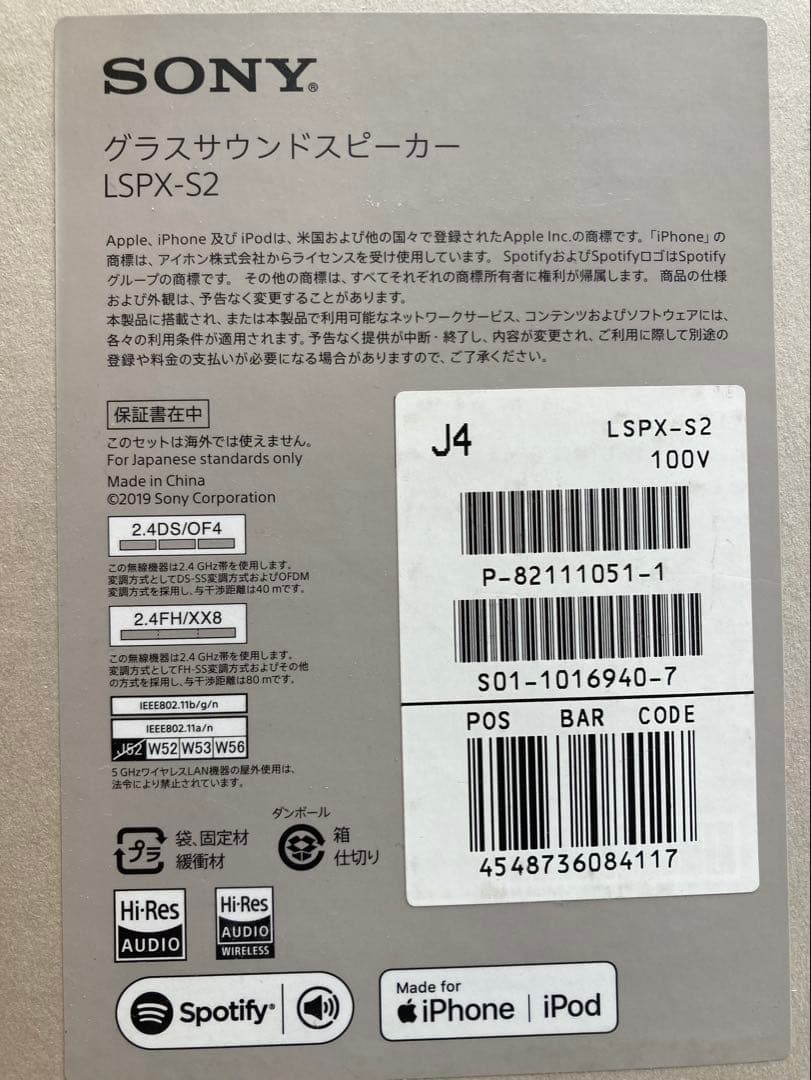 SONY®
グラスサウンドスピーカー
LSPX-S2
Apple、iPhone 及び iPodは、米国および他の国々で登録されたApple Inc.の商標です。「iPhone」の
商標は、アイホン株式会社からライセンスを受け使用しています。 SpotifyおよびSpotifyロゴはSpotify
グループの商標です。 その他の商標は、すべてそれぞれの商標所有者に権利が帰属します。 商品の仕様
および外観は、予告なく変更することがあります。
本製品に搭載され、または本製品で利用可能なネットワークサービス、コンテンツおよびソフトウェアには、
各々の利用条件が適用されます。予告なく提供が中断・終了し、内容が変更され、ご利用に際して別途の
登録や料金の支払いが必要になる場合がありますので、ご了承ください。
保証書在中
このセットは海外では使えません。
For Japanese standards only
Made in China
©2019 Sony Corporation
2.4DS/OF4
この無線機器は2.4 GHz帯を使用します。
変調方式としてDS-SS変調方式およびOFDM
変調方式を採用し、与干渉距離は40 mです。
2.4FH/XX8
この無線機器は2.4 GHz帯を使用します。
変調方式としてFH-SS変調方式およびその他
の方式を採用し、与干渉距離は80 mです。
IEEE802.11b/g/n
IEEE802.11a/n
J52 W52 W53 W56
5 GHzワイヤレスLAN機器の屋外使用は、
法令により禁止されています。
プラ
袋、固定材
緩衝材
ダンボール
箱
仕切り
Hi-Res
AUDIO
Hi-Res
AUDIO
WIRELESS
Spotify®
Made for
iPhone | iPod
J4
LSPX-S2
100V
P-82111051-1
S01-1016940-7
POS BAR CODE
4548736084117